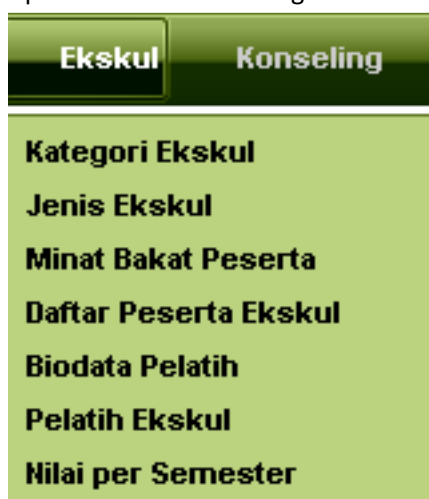 Ekskul Konseling
Kategori Ekskul
Jenis Ekskul
Minat Bakat Peserta
Daftar Peserta Ekskul
Biodata Pelatih
Pelatih Ekskul
Nilai per Semester